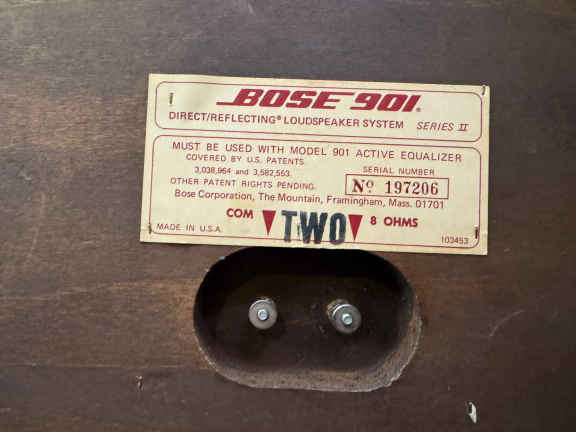 BOSE 901®
DIRECT/REFLECTING® LOUDSPEAKER SYSTEM SERIES II
MUST BE USED WITH MODEL 901 ACTIVE EQUALIZER
COVERED BY U.S. PATENTS
3,038,964 and 3,582,553.
OTHER PATENT RIGHTS PENDING.
SERIAL NUMBER
No 197206
Bose Corporation, The Mountain, Framingham, Mass. 01701
COM TWO 8 OHMS
MADE IN U.S.A. 103453